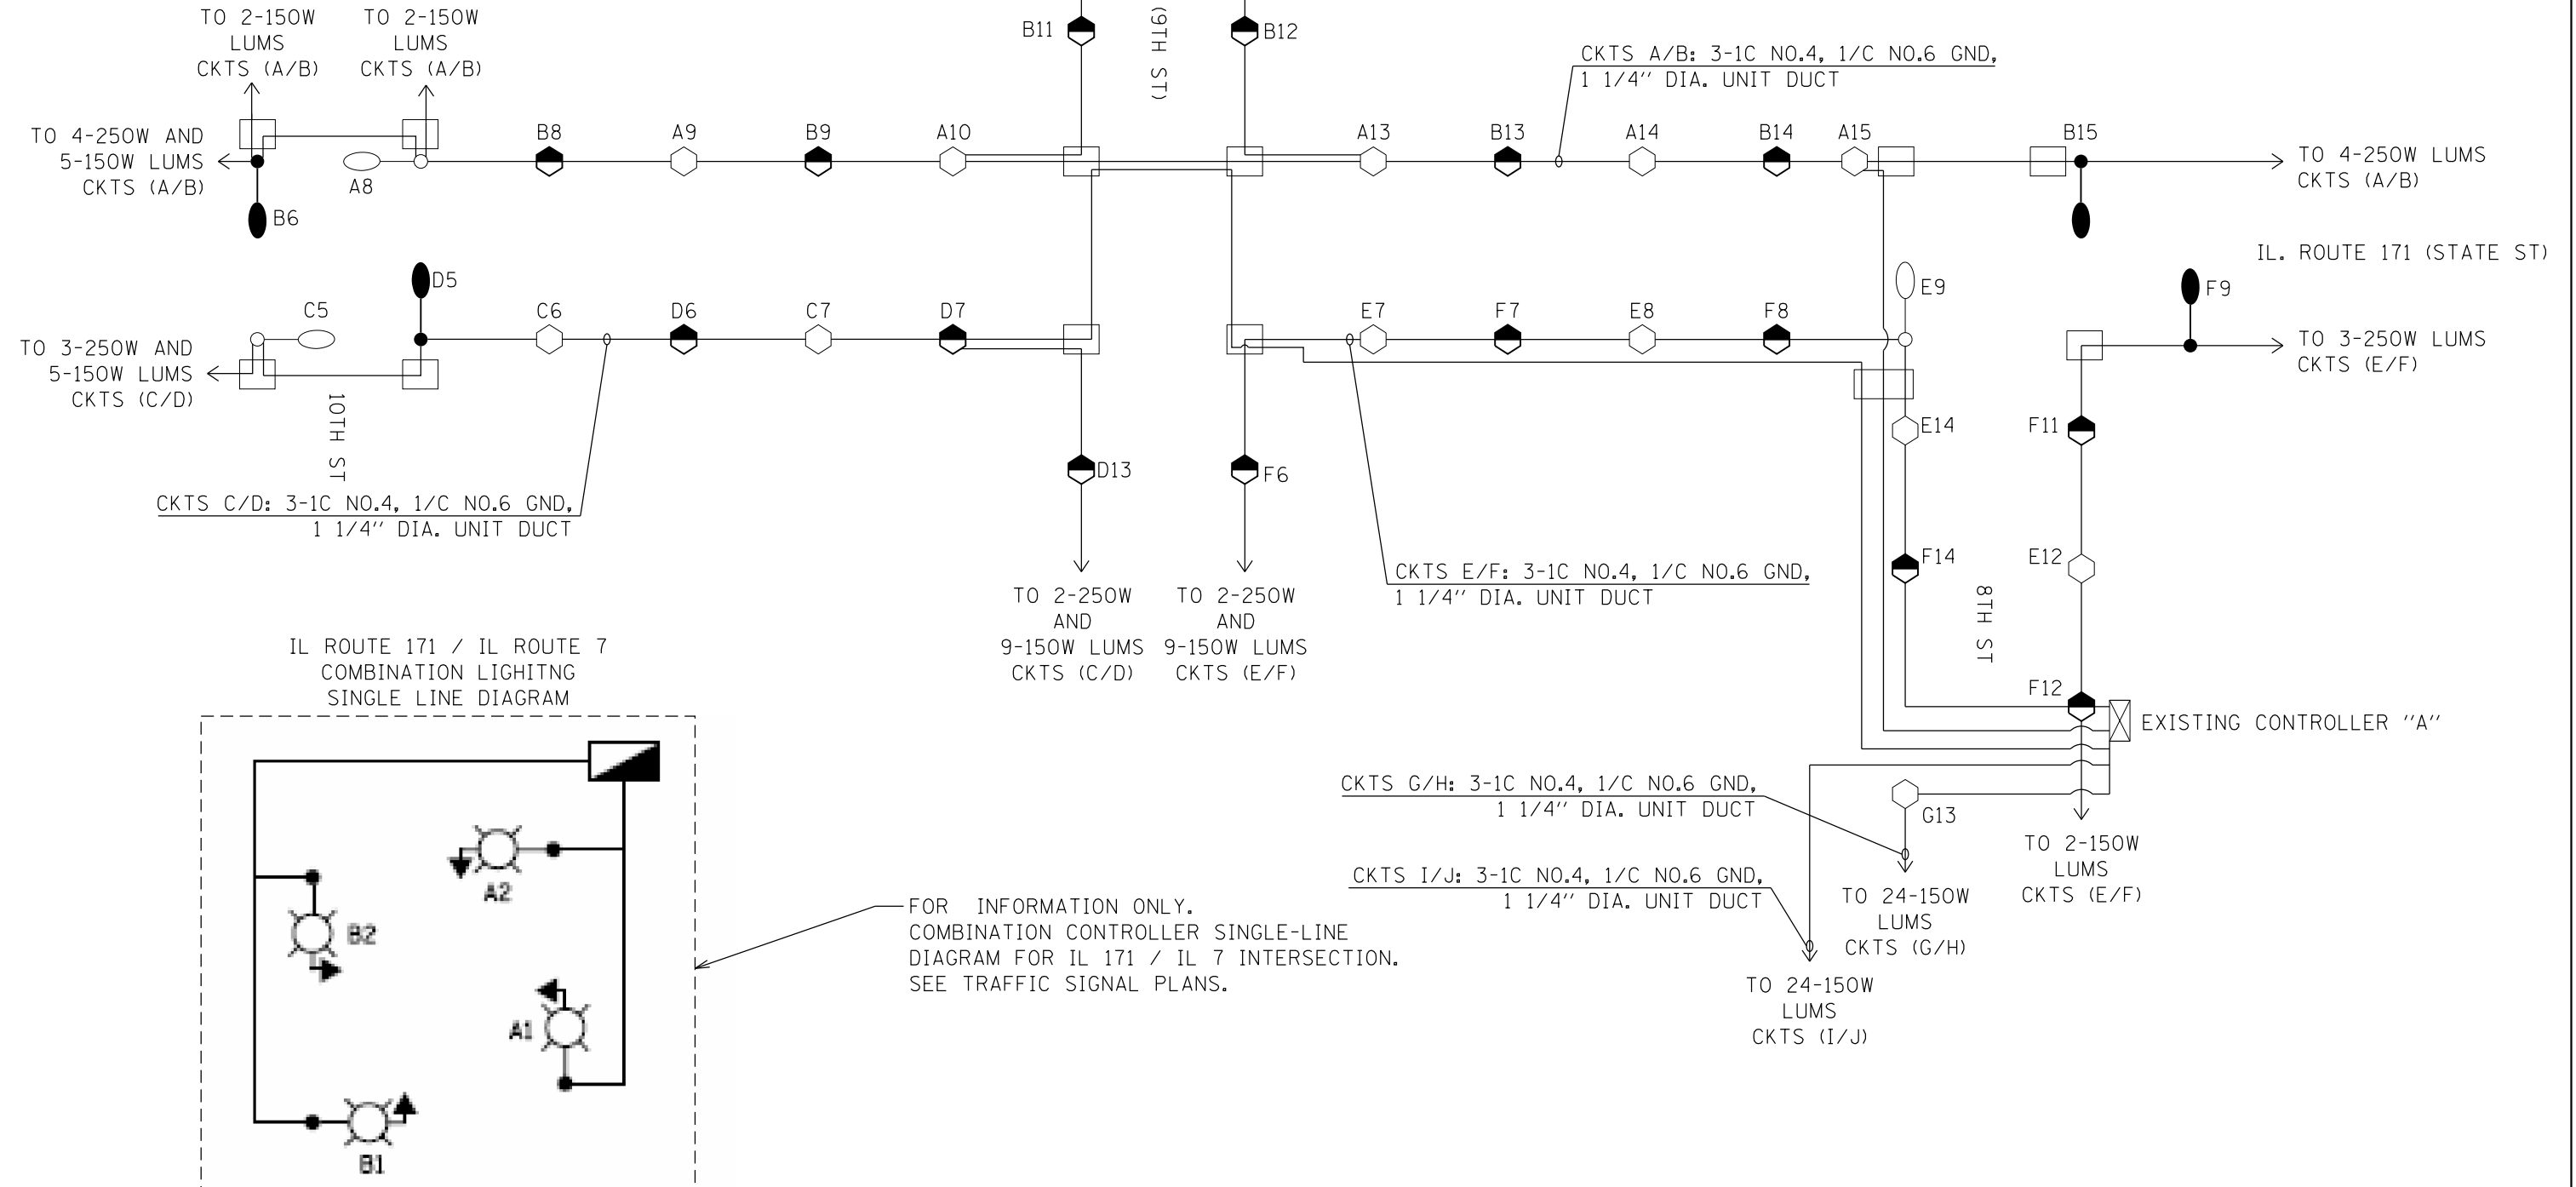 TO 2-150W
LUMS
CKTS (A/B)
TO 2-150W
LUMS
CKTS (A/B)
B11
(9TH ST)
B12
CKTS A/B: 3-1C NO.4, 1/C NO.6 GND,
1 1/4" DIA. UNIT DUCT
TO 4-250W AND
5-150W LUMS
CKTS (A/B)
A8
B6
B8
A9
B9
A10
A13
B13
A14
B14
A15
B15
TO 4-250W LUMS
CKTS (A/B)
IL. ROUTE 171 (STATE ST)
TO 3-250W AND
5-150W LUMS
CKTS (C/D)
C5
D5
C6
D6
C7
D7
E7
F7
E8
F8
E9
F9
TO 3-250W LUMS
CKTS (E/F)
10TH ST
CKTS C/D: 3-1C NO.4, 1/C NO.6 GND,
1 1/4" DIA. UNIT DUCT
D13
F6
E14
F11
F14
E12
8TH ST
F12
CKTS E/F: 3-1C NO.4, 1/C NO.6 GND,
1 1/4" DIA. UNIT DUCT
TO 2-250W
AND
9-150W LUMS
CKTS (C/D)
TO 2-250W
AND
9-150W LUMS
CKTS (E/F)
EXISTING CONTROLLER "A"
IL ROUTE 171 / IL ROUTE 7
COMBINATION LIGHITNG
SINGLE LINE DIAGRAM
A2
B2
A1
B1
FOR INFORMATION ONLY.
COMBINATION CONTROLLER SINGLE-LINE
DIAGRAM FOR IL 171 / IL 7 INTERSECTION.
SEE TRAFFIC SIGNAL PLANS.
CKTS G/H: 3-1C NO.4, 1/C NO.6 GND,
1 1/4" DIA. UNIT DUCT
CKTS I/J: 3-1C NO.4, 1/C NO.6 GND,
1 1/4" DIA. UNIT DUCT
G13
TO 24-150W
LUMS
CKTS (G/H)
TO 2-150W
LUMS
CKTS (E/F)
TO 24-150W
LUMS
CKTS (I/J)